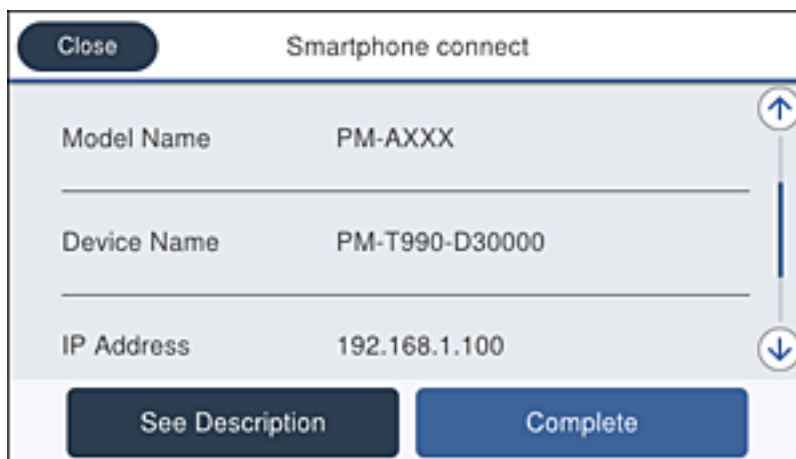 Close Smartphone connect
Model Name PM-AXXX
Device Name PM-T990-D30000
IP Address 192.168.1.100
See Description Complete